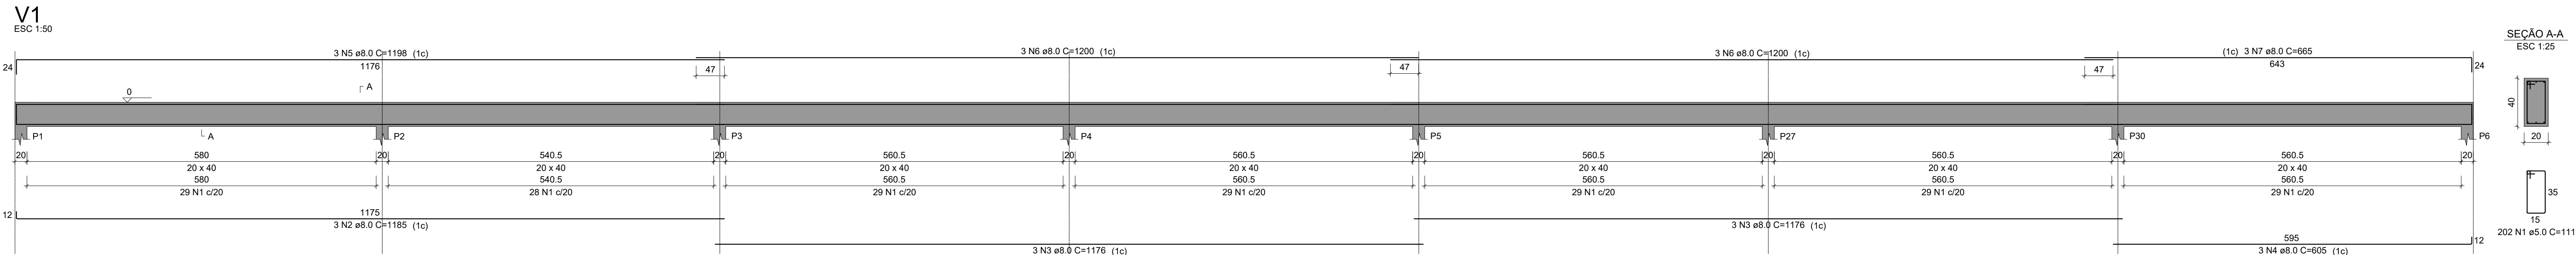 V1
ESC 1:50
3 N5 ø8.0 C=1198 (1c)
3 N6 ø8.0 C=1200 (1c)
3 N6 ø8.0 C=1200 (1c)
(1c) 3 N7 ø8.0 C=665
SEÇÃO A-A
ESC 1:25
24
1176
47
47
47
643
24
A
0
40
20
A
P1
P2
P3
P4
P5
P27
P30
P6
20
580
20
540.5
20
560.5
20
560.5
20
560.5
20
560.5
20
560.5
20
20 x 40
20 x 40
20 x 40
20 x 40
20 x 40
20 x 40
20 x 40
580
540.5
560.5
560.5
560.5
560.5
560.5
29 N1 c/20
28 N1 c/20
29 N1 c/20
29 N1 c/20
29 N1 c/20
29 N1 c/20
29 N1 c/20
35
15
202 N1 ø5.0 C=111
12
1175
3 N2 ø8.0 C=1185 (1c)
3 N3 ø8.0 C=1176 (1c)
3 N3 ø8.0 C=1176 (1c)
595
12
3 N4 ø8.0 C=605 (1c)